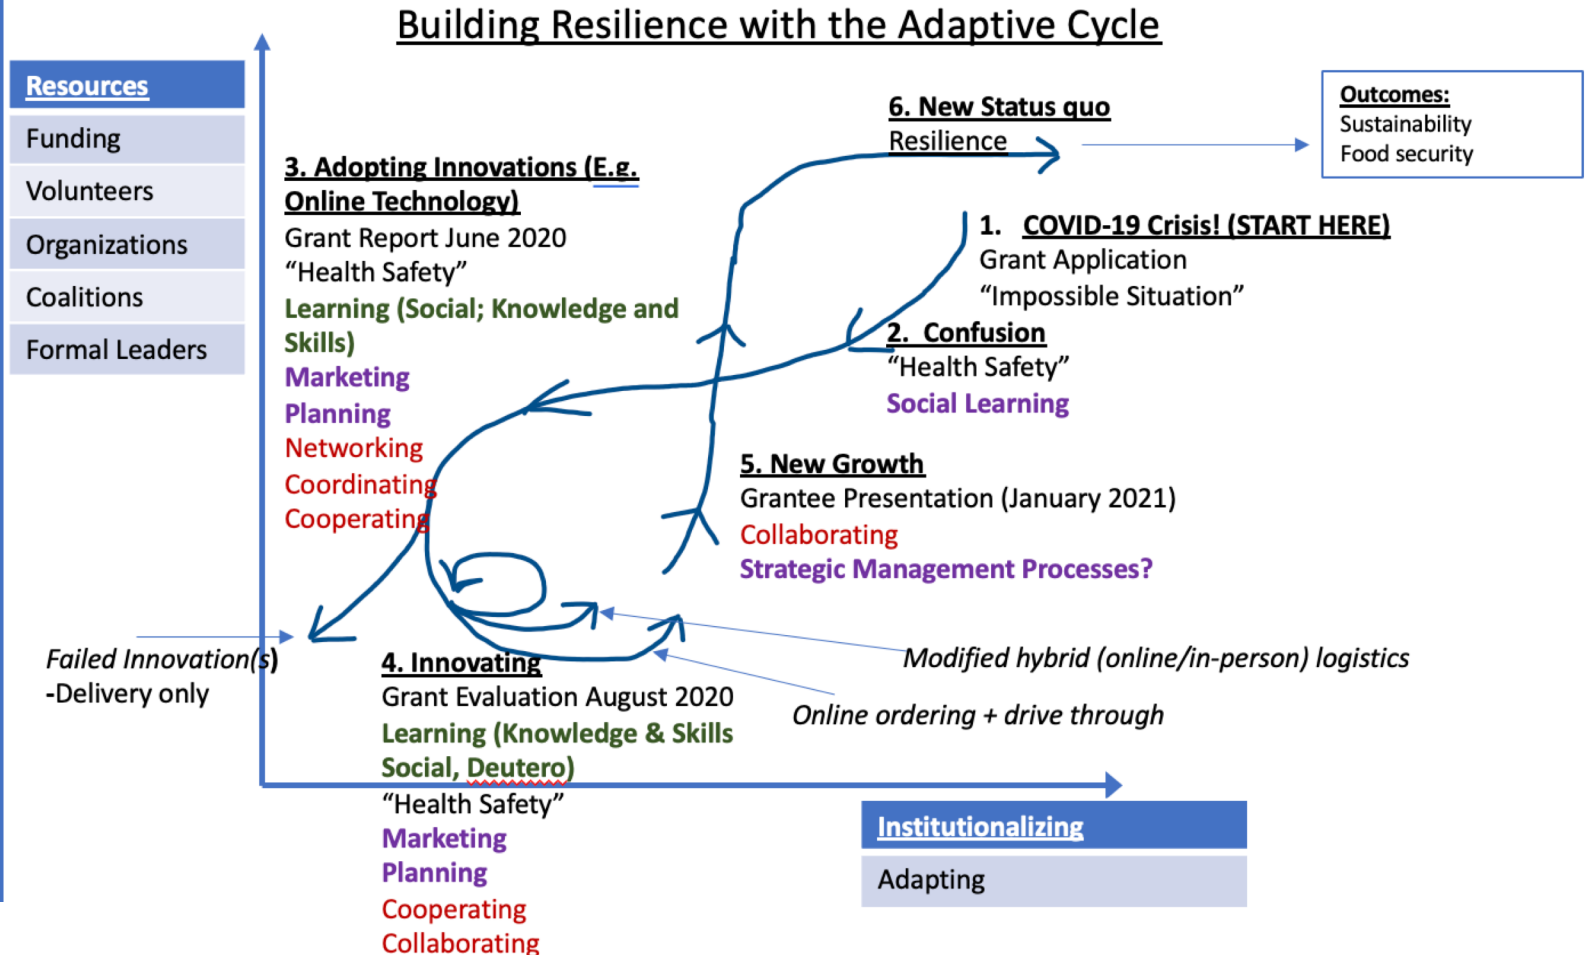 Building Resilience with the Adaptive Cycle
Resources
Funding
Volunteers
Organizations
Coalitions
Formal Leaders
3. Adopting Innovations (E.g.
Online Technology)
Grant Report June 2020
“Health Safety”
Learning (Social; Knowledge and
Skills)
Marketing
Planning
Networking
Coordinating
Cooperating
6. New Status quo
Resilience
Outcomes:
Sustainability
Food security
1. COVID-19 Crisis! (START HERE)
Grant Application
“Impossible Situation”
2. Confusion
“Health Safety”
Social Learning
5. New Growth
Grantee Presentation (January 2021)
Collaborating
Strategic Management Processes?
Failed Innovation(s)
-Delivery only
4. Innovating
Grant Evaluation August 2020
Learning (Knowledge & Skills
Social, Deutero)
“Health Safety”
Marketing
Planning
Cooperating
Collaborating
Modified hybrid (online/in-person) logistics
Online ordering + drive through
Institutionalizing
Adapting